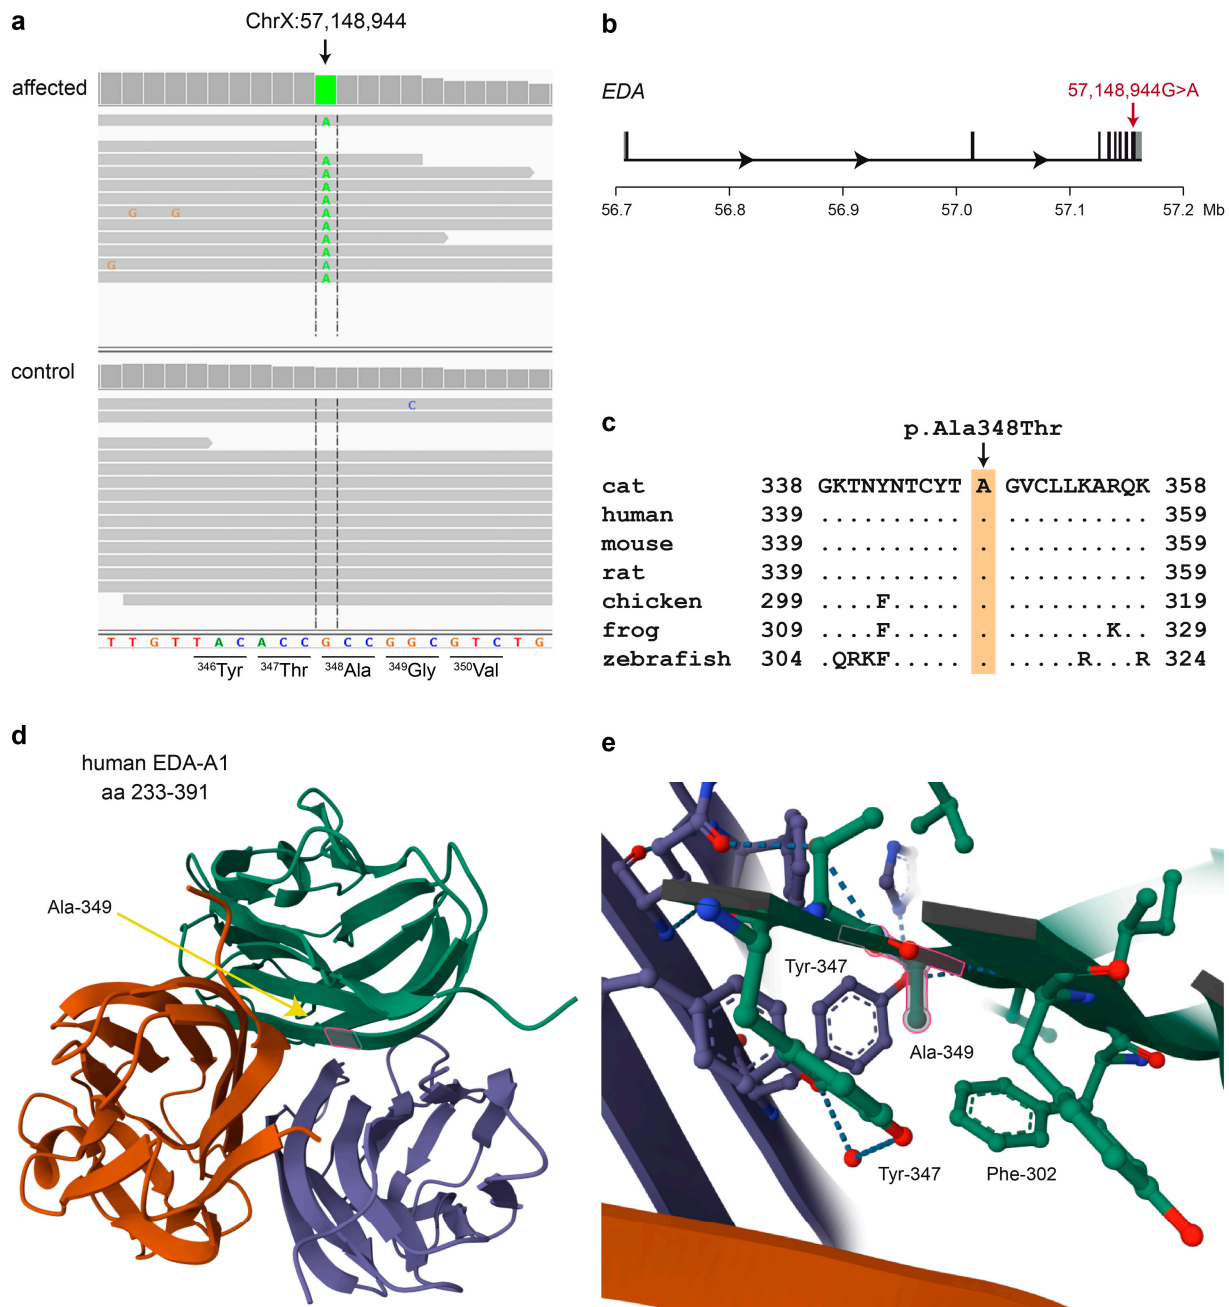 a
ChrX:57,148,944
affected
A
A
A
A
A
G G A
A
A
A
G A
A
control
C
T T G T T A C A C C G C C G G C G T C T G
346Tyr 347Thr 348Ala 349Gly 350Val
b
EDA
57,148,944G>A
56.7 56.8 56.9 57.0 57.1 57.2 Mb
c
p.Ala348Thr
cat 338 GKTNYNTCYT A GVCLLKARQK 358
human 339 .......... . .......... 359
mouse 339 .......... . .......... 359
rat 339 .......... . .......... 359
chicken 299 ....F..... . .......... 319
frog 309 ....F..... . .......K.. 329
zebrafish 304 .QRKF..... . ......R..R 324
d
human EDA-A1
aa 233-391
Ala-349
e
Tyr-347
Ala-349
Tyr-347
Phe-302